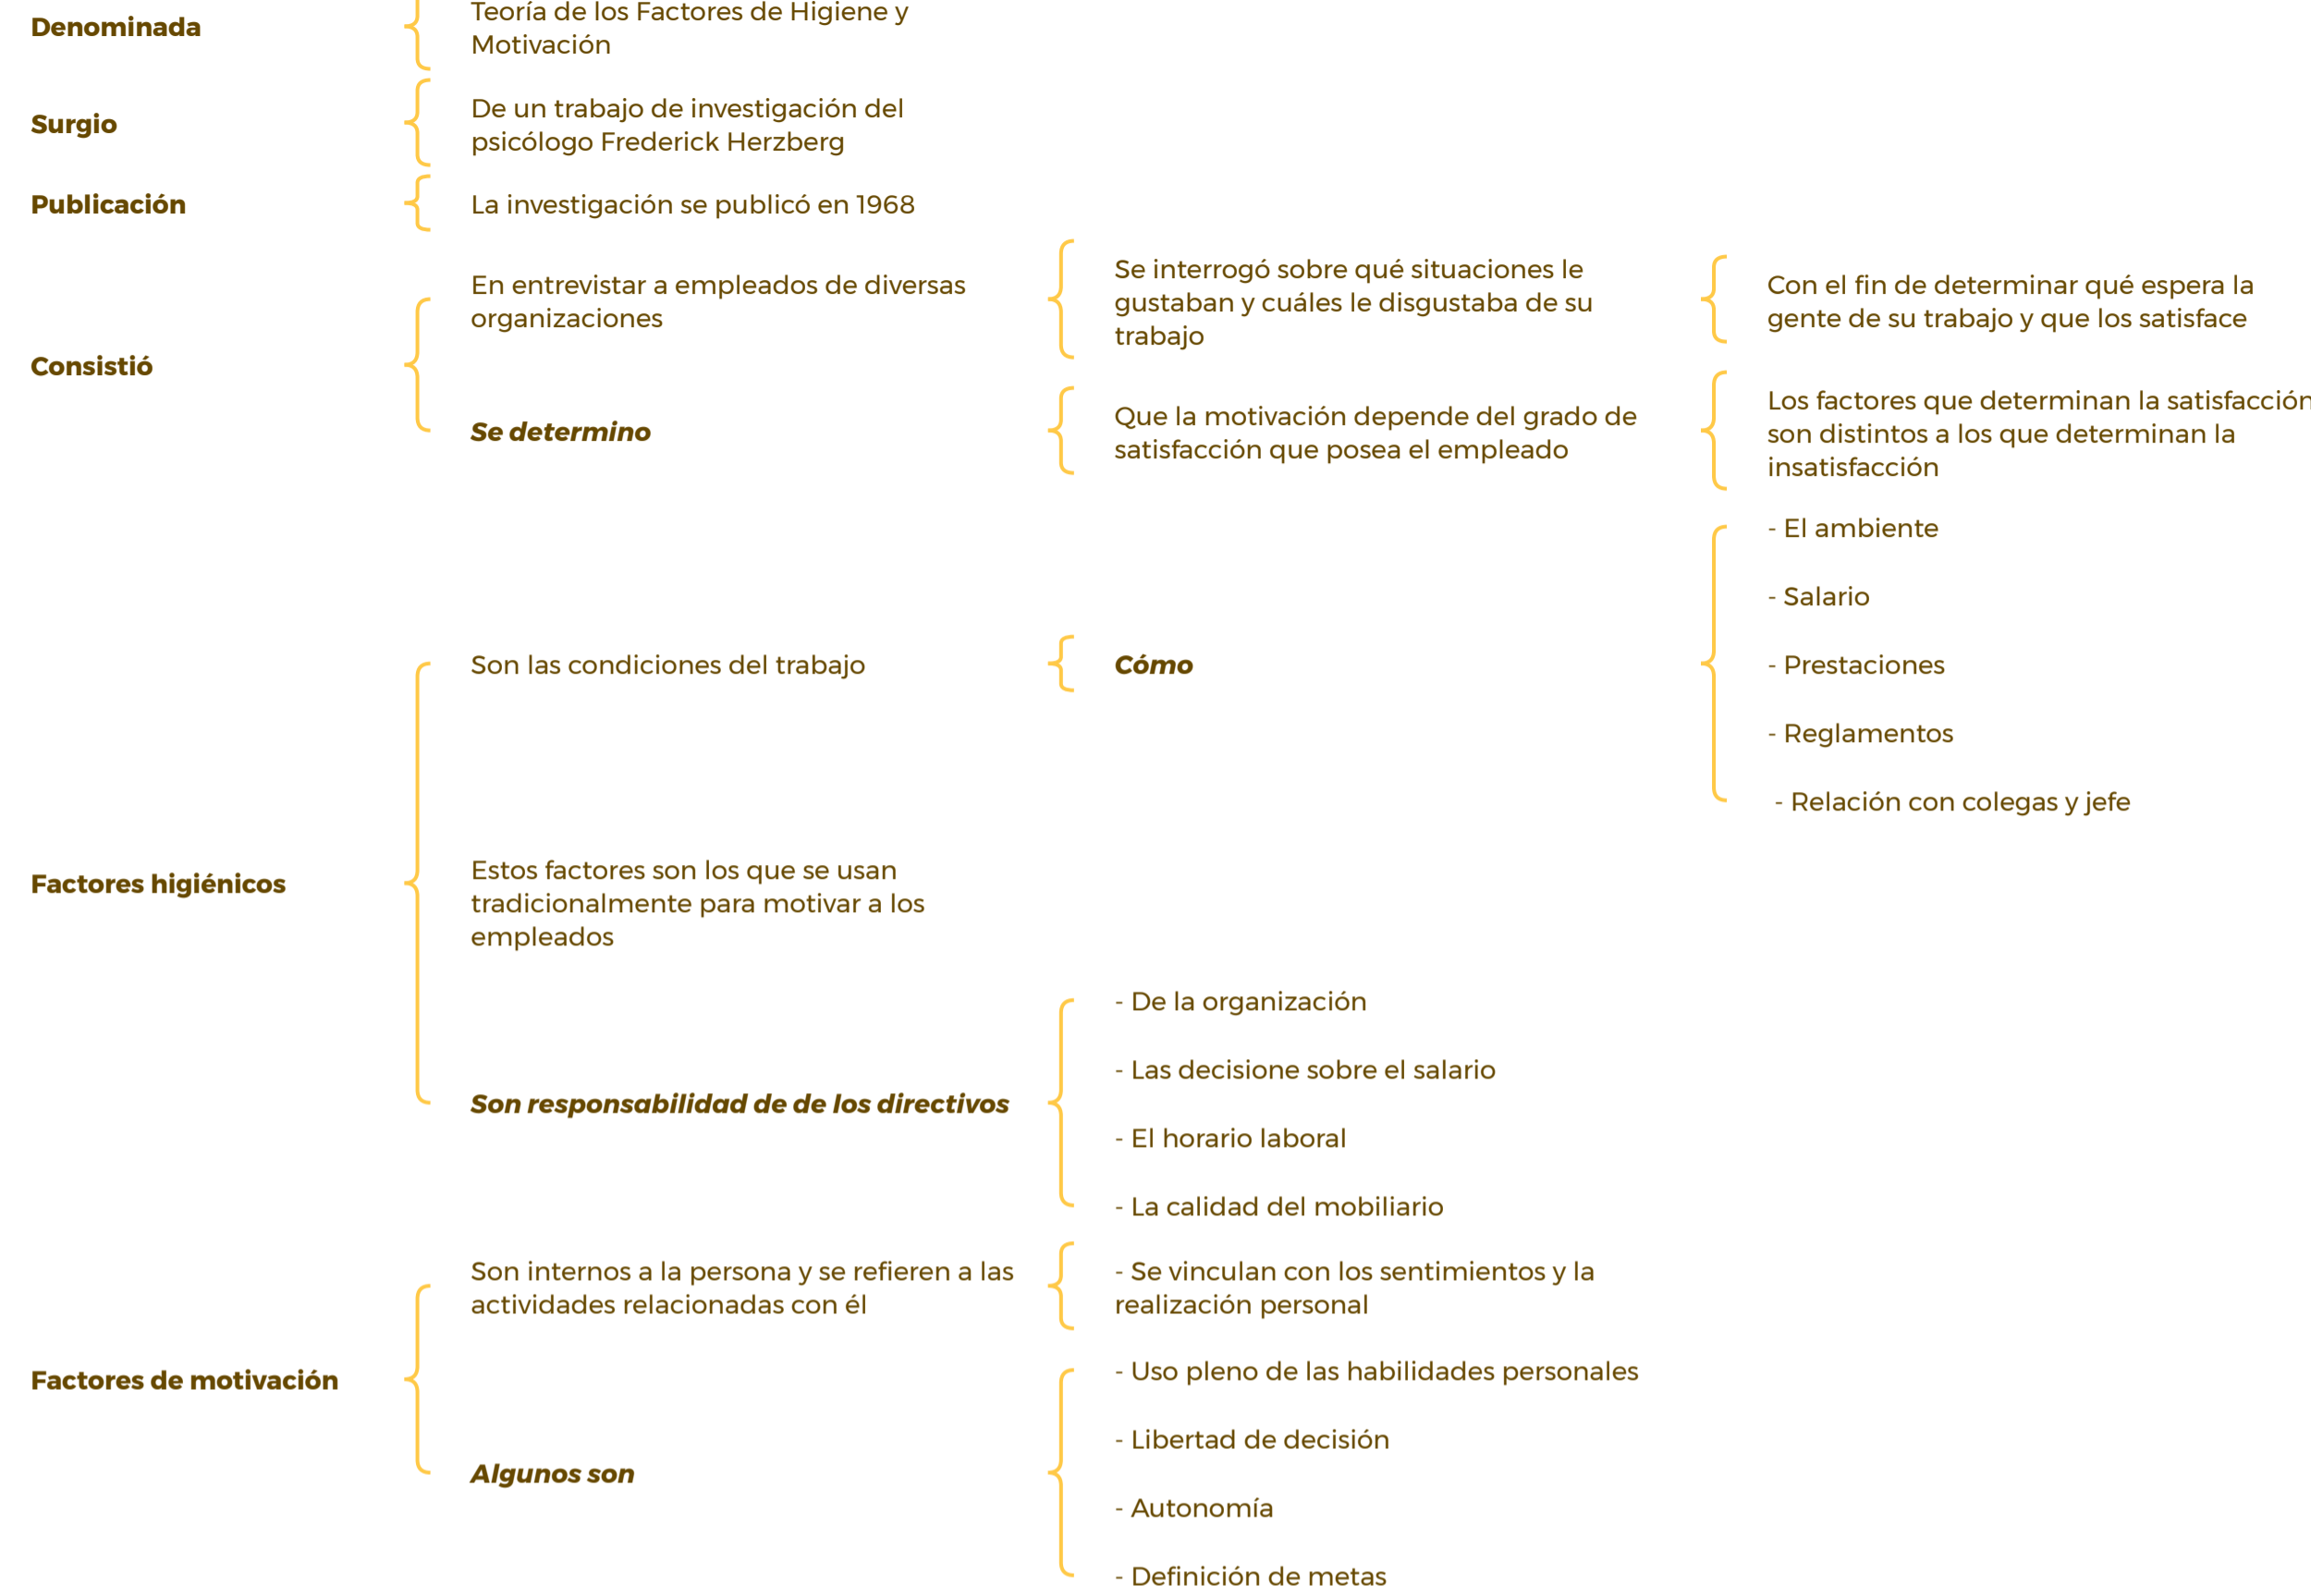 Denominada
Teoría de los Factores de Higiene y
Motivación
Surgio
De un trabajo de investigación del
psicólogo Frederick Herzberg
Publicación
La investigación se publicó en 1968
Consistió
En entrevistar a empleados de diversas
organizaciones
Se interrogó sobre qué situaciones le
gustaban y cuáles le disgustaba de su
trabajo
Con el fin de determinar qué espera la
gente de su trabajo y que los satisface
Se determino
Que la motivación depende del grado de
satisfacción que posea el empleado
Los factores que determinan la satisfacción
son distintos a los que determinan la
insatisfacción
Factores higiénicos
Son las condiciones del trabajo
Cómo
- El ambiente
- Salario
- Prestaciones
- Reglamentos
- Relación con colegas y jefe
Estos factores son los que se usan
tradicionalmente para motivar a los
empleados
Son responsabilidad de de los directivos
- De la organización
- Las decisione sobre el salario
- El horario laboral
- La calidad del mobiliario
Factores de motivación
Son internos a la persona y se refieren a las
actividades relacionadas con él
- Se vinculan con los sentimientos y la
realización personal
Algunos son
- Uso pleno de las habilidades personales
- Libertad de decisión
- Autonomía
- Definición de metas